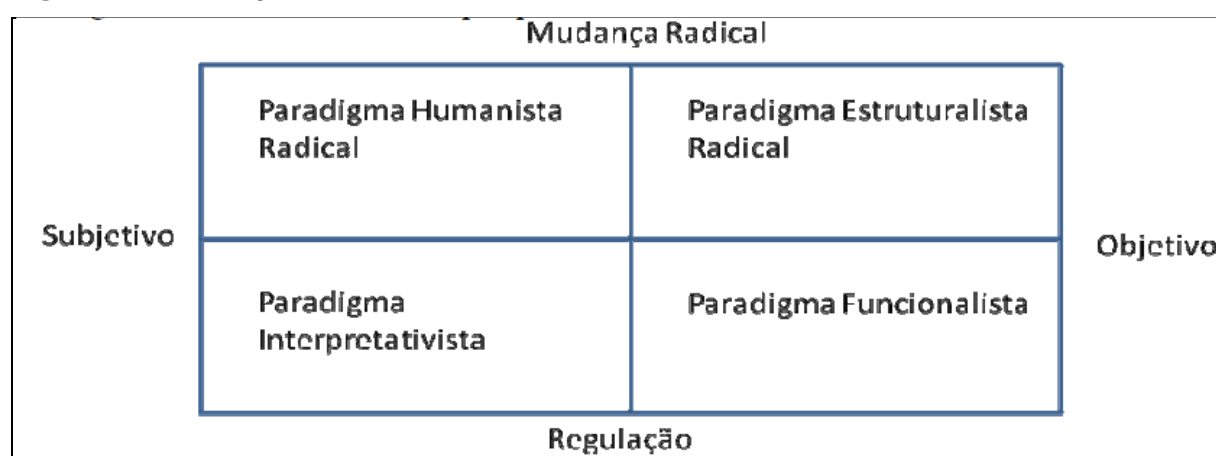 Mudança Radical
Paradigma Humanista
Radical
Paradigma Estruturalista
Radical
Subjetivo
Objetivo
Paradigma
Interpretativista
Paradigma Funcionalista
Regulação